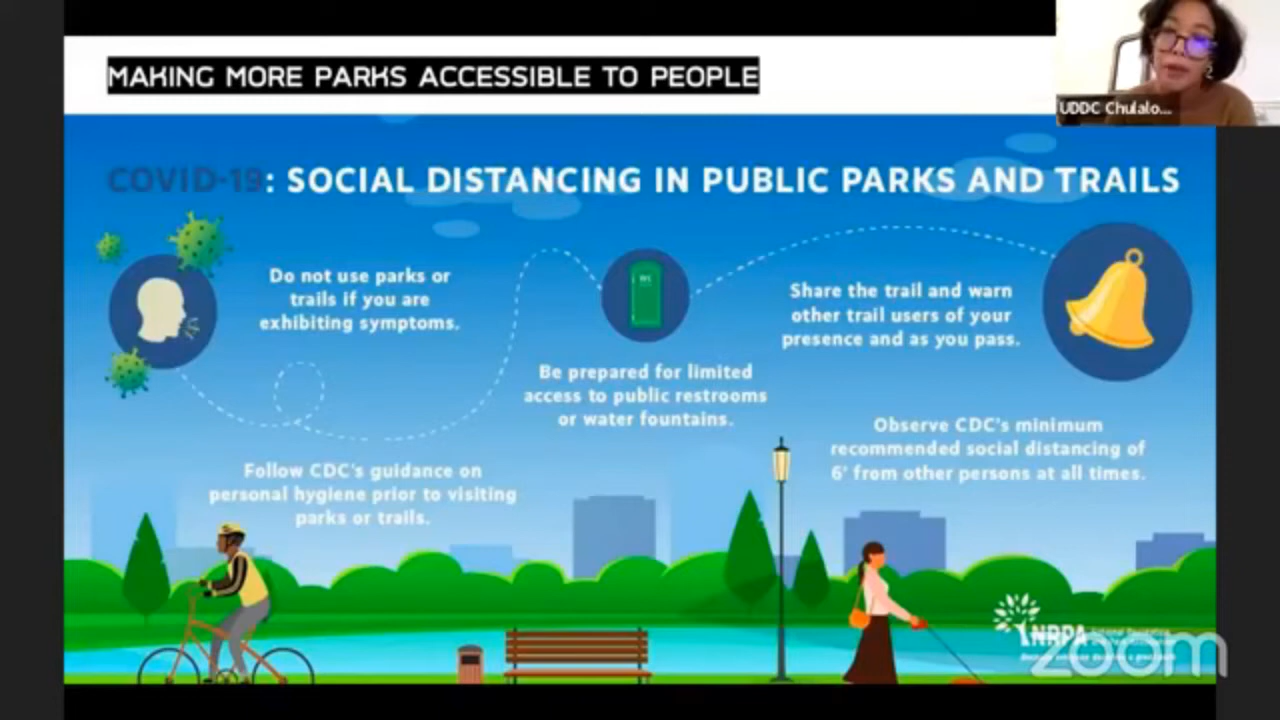 MAKING MORE PARKS ACCESSIBLE TO PEOPLE
UDDC Chulalo...
COVID-19: SOCIAL DISTANCING IN PUBLIC PARKS AND TRAILS
Do not use parks or
trails if you are
exhibiting symptoms.
Be prepared for limited
access to public restrooms
or water fountains.
Share the trail and warn
other trail users of your
presence and as you pass.
Follow CDC's guidance on
personal hygiene prior to visiting
parks or trails.
Observe CDC's minimum
recommended social distancing of
6' from other persons at all times.
NRPA
zoom